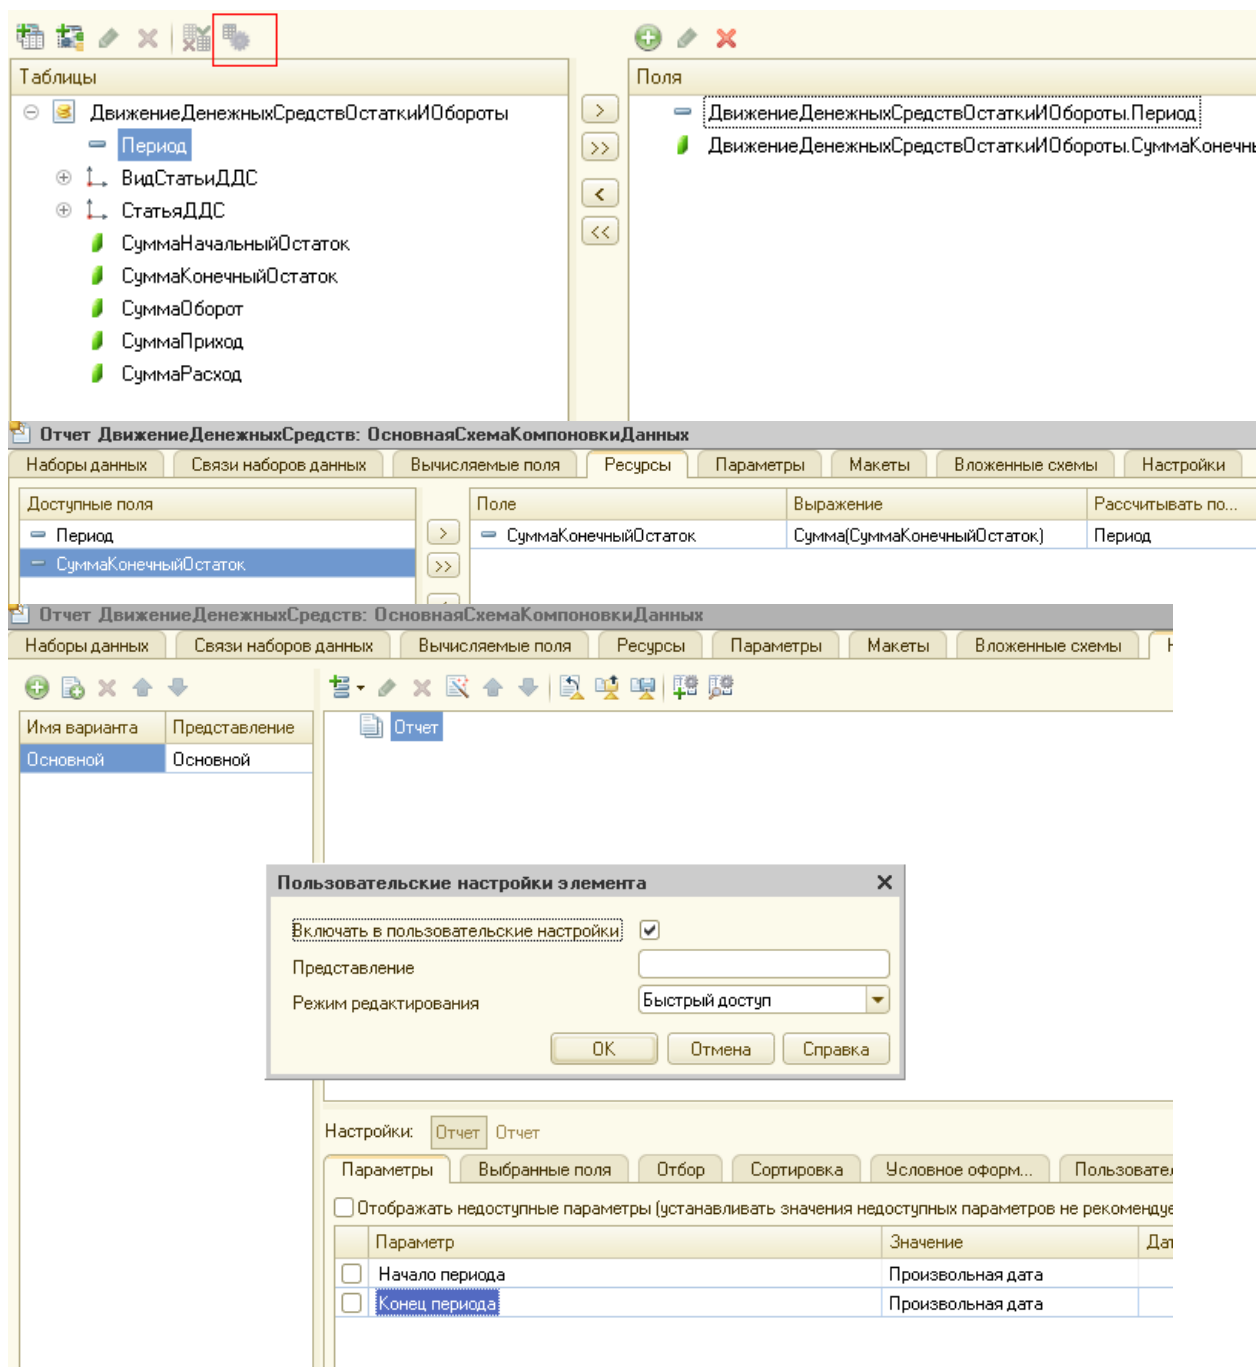 Таблицы
Поля
ДвижениеДенежныхСредствОстаткиИОбороты
Период
ВидСтатьиДДС
СтатьяДДС
СуммаНачальныйОстаток
СуммаКонечныйОстаток
СуммаОборот
СуммаПриход
СуммаРасход
>
>>
<
<<
ДвижениеДенежныхСредствОстаткиИОбороты.Период
ДвижениеДенежныхСредствОстаткиИОбороты.СуммаКонечн
Отчет ДвижениеДенежныхСредств: ОсновнаяСхемаКомпоновкиДанных
Наборы данных Связи наборов данных Вычисляемые поля Ресурсы Параметры Макеты Вложенные схемы Настройки
Доступные поля
Период
СуммаКонечныйОстаток
>
>>
Поле Выражение Рассчитывать по...
СуммаКонечныйОстаток Сумма(СуммаКонечныйОстаток) Период
Отчет ДвижениеДенежныхСредств: ОсновнаяСхемаКомпоновкиДанных
Наборы данных Связи наборов данных Вычисляемые поля Ресурсы Параметры Макеты Вложенные схемы
Имя варианта Представление
Основной Основной
Отчет
Пользовательские настройки элемента
Включать в пользовательские настройки
Представление
Режим редактирования Быстрый доступ
OK Отмена Справка
Настройки: Отчет Отчет
Параметры Выбранные поля Отбор Сортировка Условное оформ... Пользовате
Отображать недоступные параметры (устанавливать значения недоступных параметров не рекоменду
Параметр Значение Дат
Начало периода Произвольная дата
Конец периода Произвольная дата